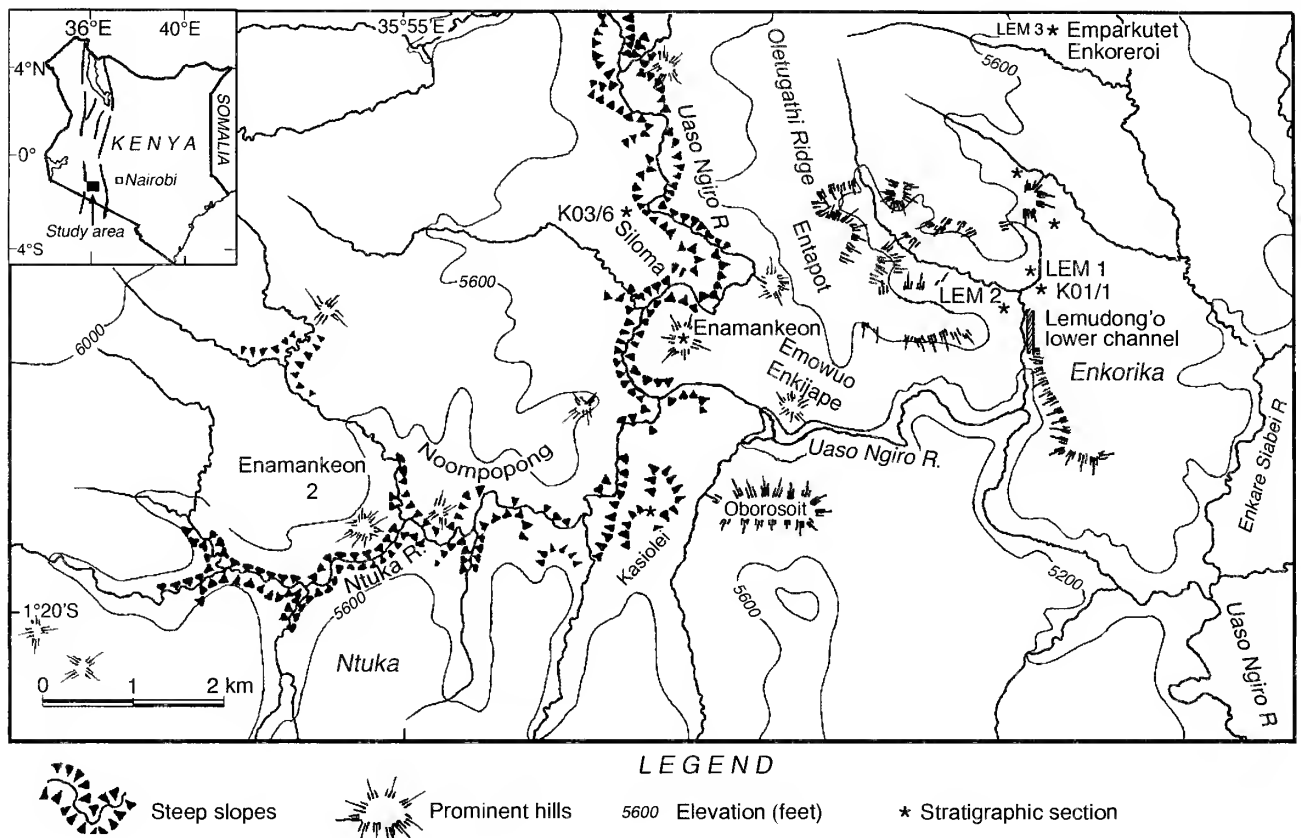 36°E 40°E
4°N
0°
4°S
KENYA
SOMALIA
Nairobi
Study area
35°55'E
LEM 3 * Emparkutet
Enkoreroi
5600
Oletugathi Ridge
Uaso Ngiro R
K03/6 *
Siloma
Entapot
5600
6000
LEM 1
* K01/1
LEM 2
Lemudong'o
lower channel
Enamankeon
Emowuo
Enkijape
Enkorika
Uaso Ngiro R.
Enkare Siabei R
Noompopong
Enamankeon
2
Oborosoit
Kasiolei
Ntuka R.
5200
1°20'S
5600
5600
Ntuka
Uaso Ngiro R
0 1 2 km
LEGEND
Steep slopes
Prominent hills
5600 Elevation (feet)
* Stratigraphic section